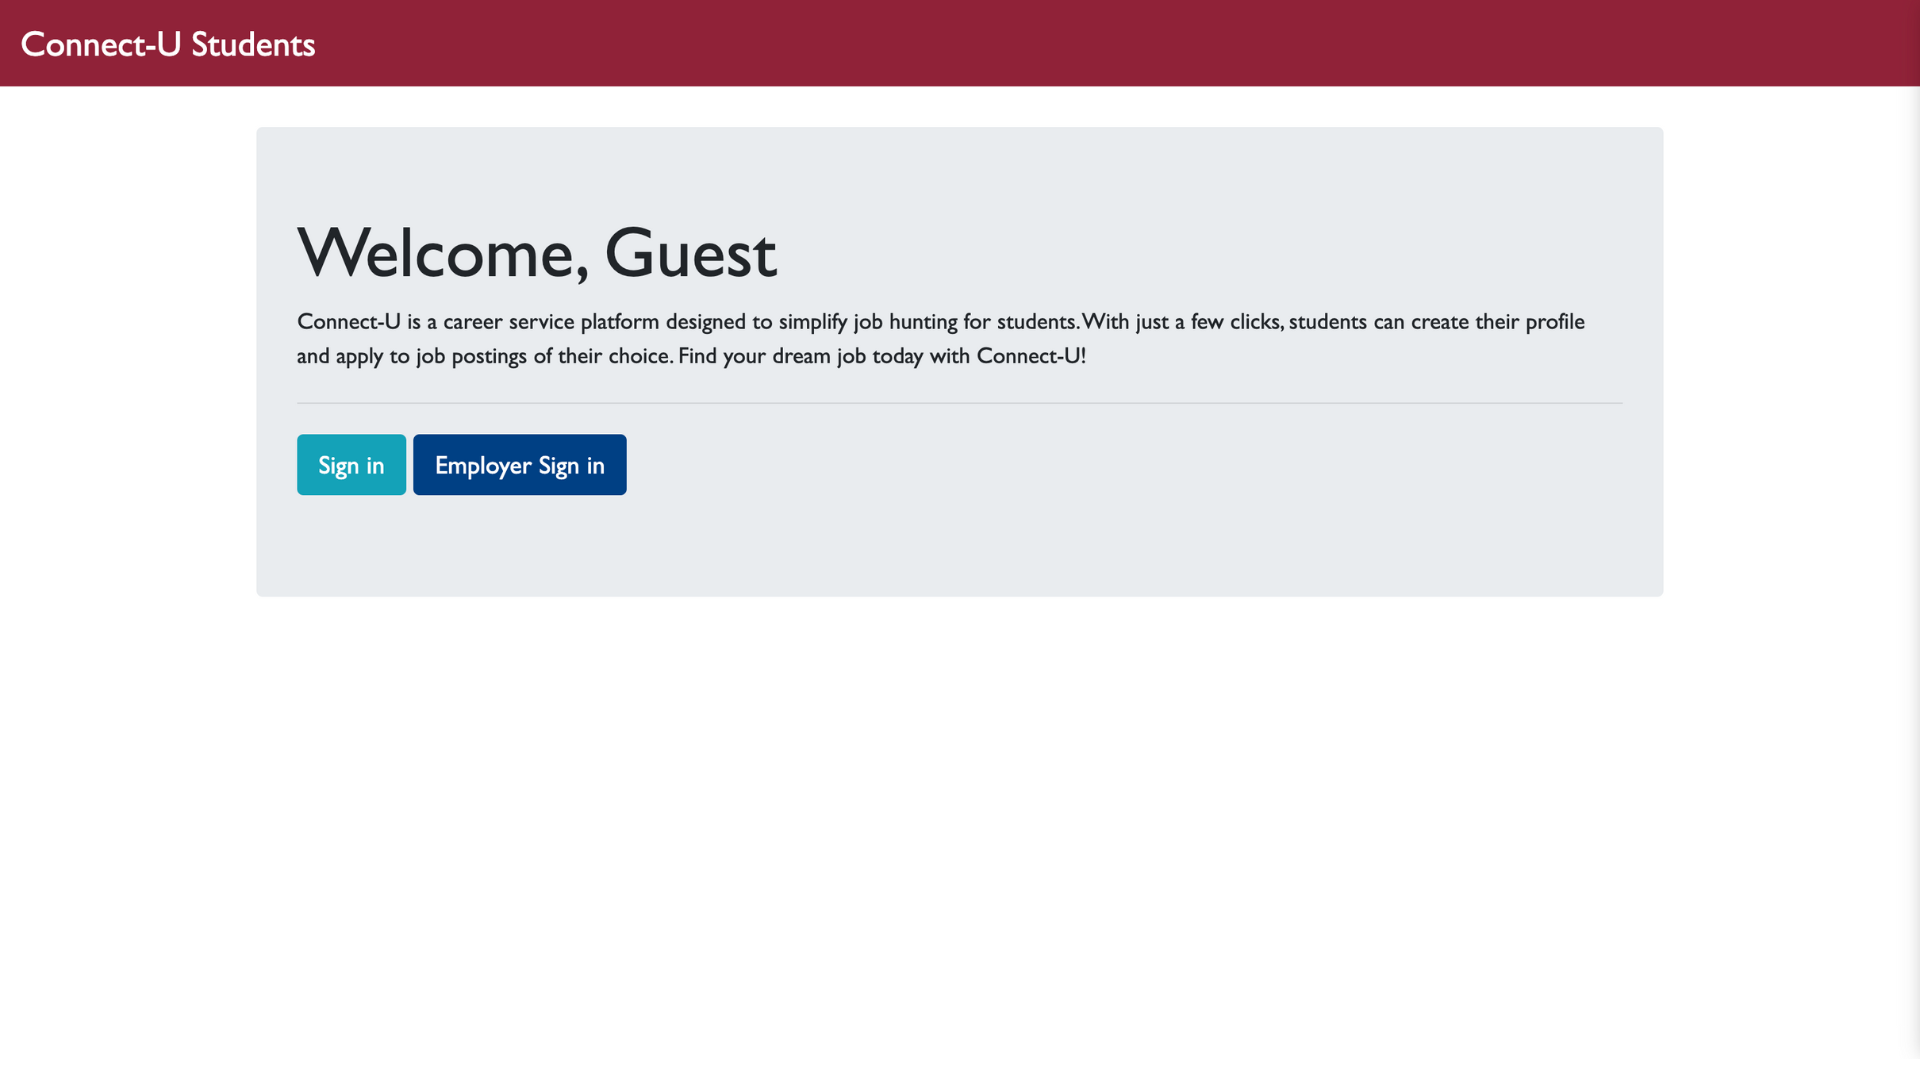 Connect-U Students
Welcome, Guest
Connect-U is a career service platform designed to simplify job hunting for students. With just a few clicks, students can create their profile
and apply to job postings of their choice. Find your dream job today with Connect-U!
Sign in
Employer Sign in